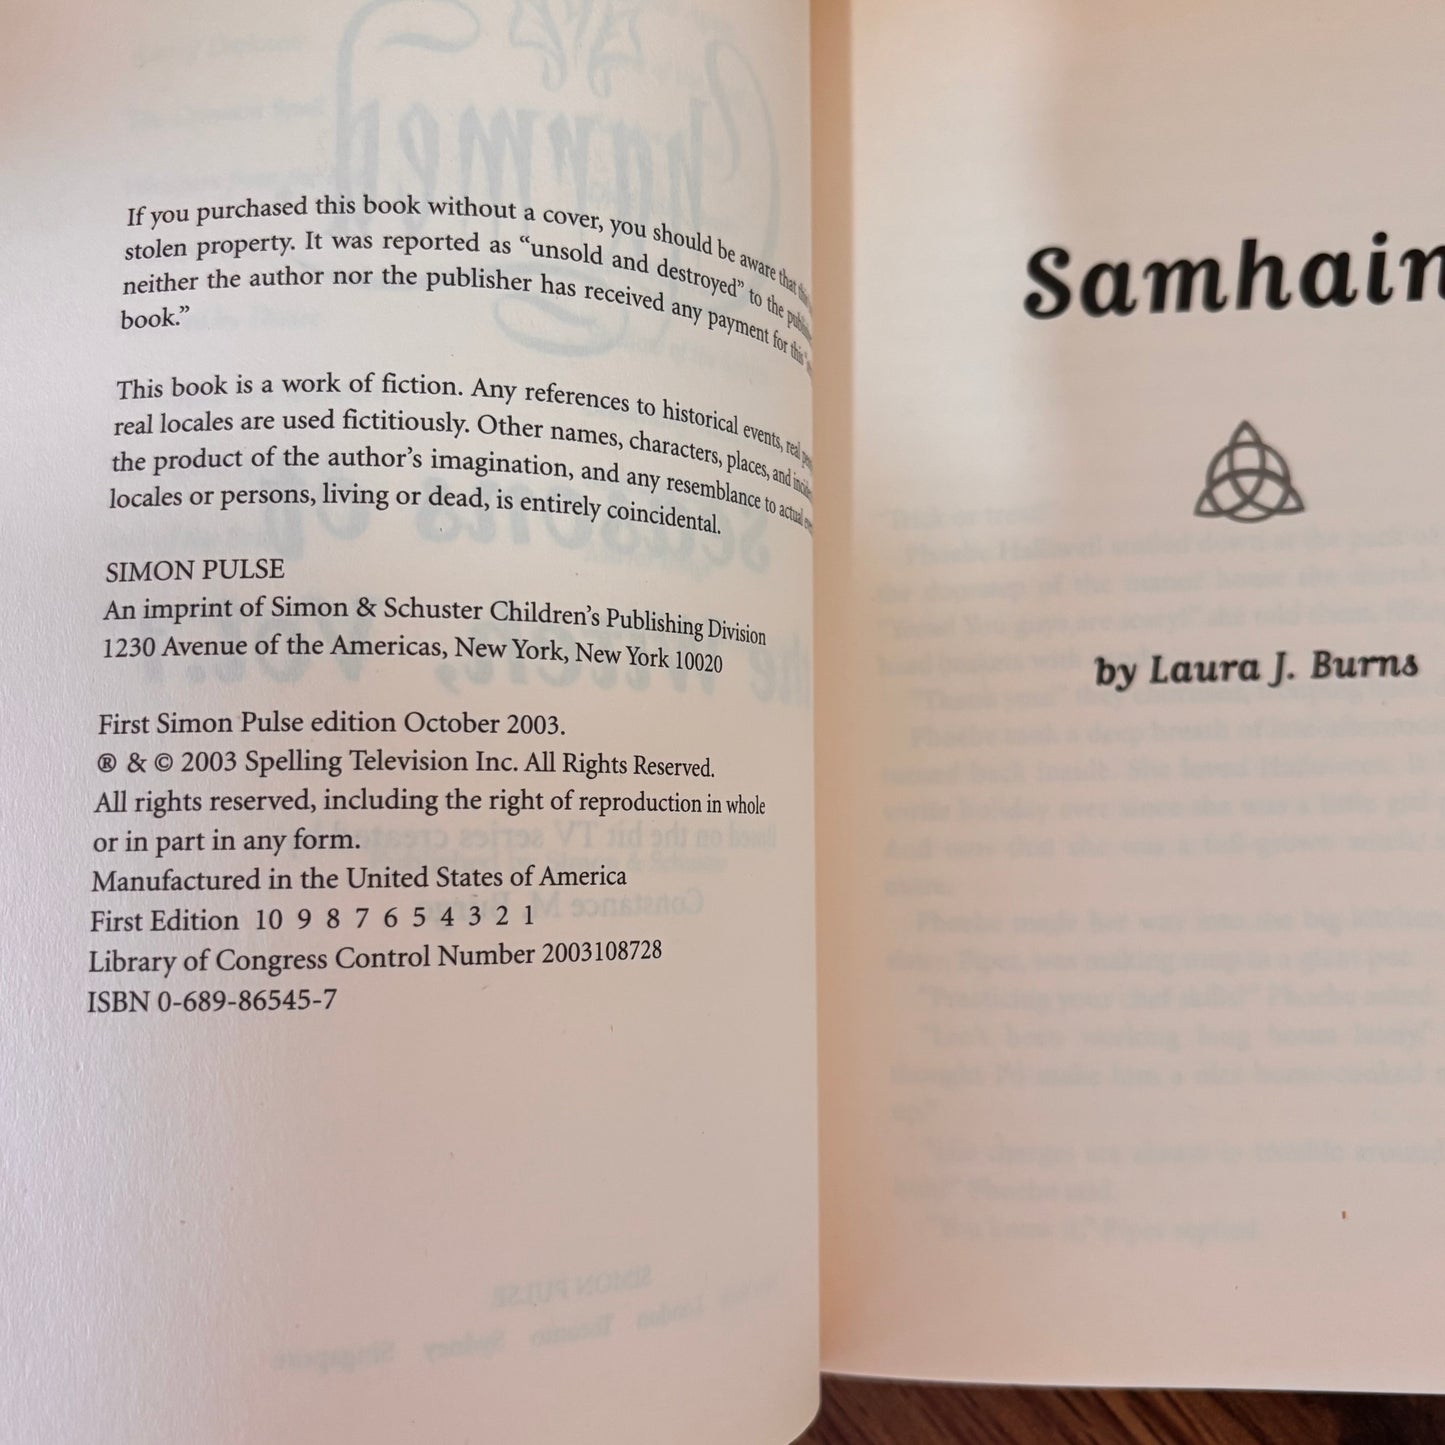 If you purchased this book without a cover, you should be aware that this
stolen property. It was reported as “unsold and destroyed” to the
neither the author nor the publisher has received any payment for this
book.”
This book is a work of fiction. Any references to historical events, real
real locales are used fictitiously. Other names, characters, places, and
the product of the author’s imagination, and any resemblance to actual
locales or persons, living or dead, is entirely coincidental.
SIMON PULSE
An imprint of Simon & Schuster Children’s Publishing Division
1230 Avenue of the Americas, New York, New York 10020
First Simon Pulse edition October 2003.
® & © 2003 Spelling Television Inc. All Rights Reserved.
All rights reserved, including the right of reproduction in whole
or in part in any form.
Manufactured in the United States of America
First Edition 10 9 8 7 6 5 4 3 2 1
Library of Congress Control Number 2003108728
ISBN 0-689-86545-7
Samhain
by Laura J. Burns